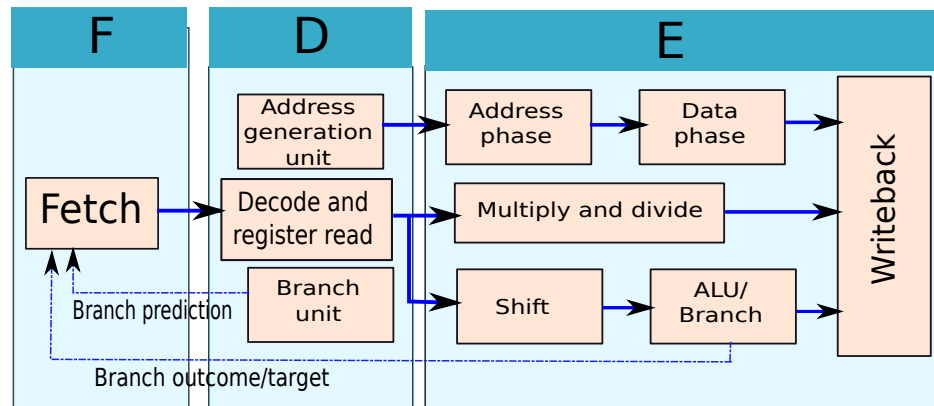 F
D
E
Address
generation
unit
Address
phase
Data
phase
Fetch
Decode and
register read
Multiply and divide
Writeback
Branch
unit
Shift
ALU/
Branch
Branch prediction
Branch outcome/target